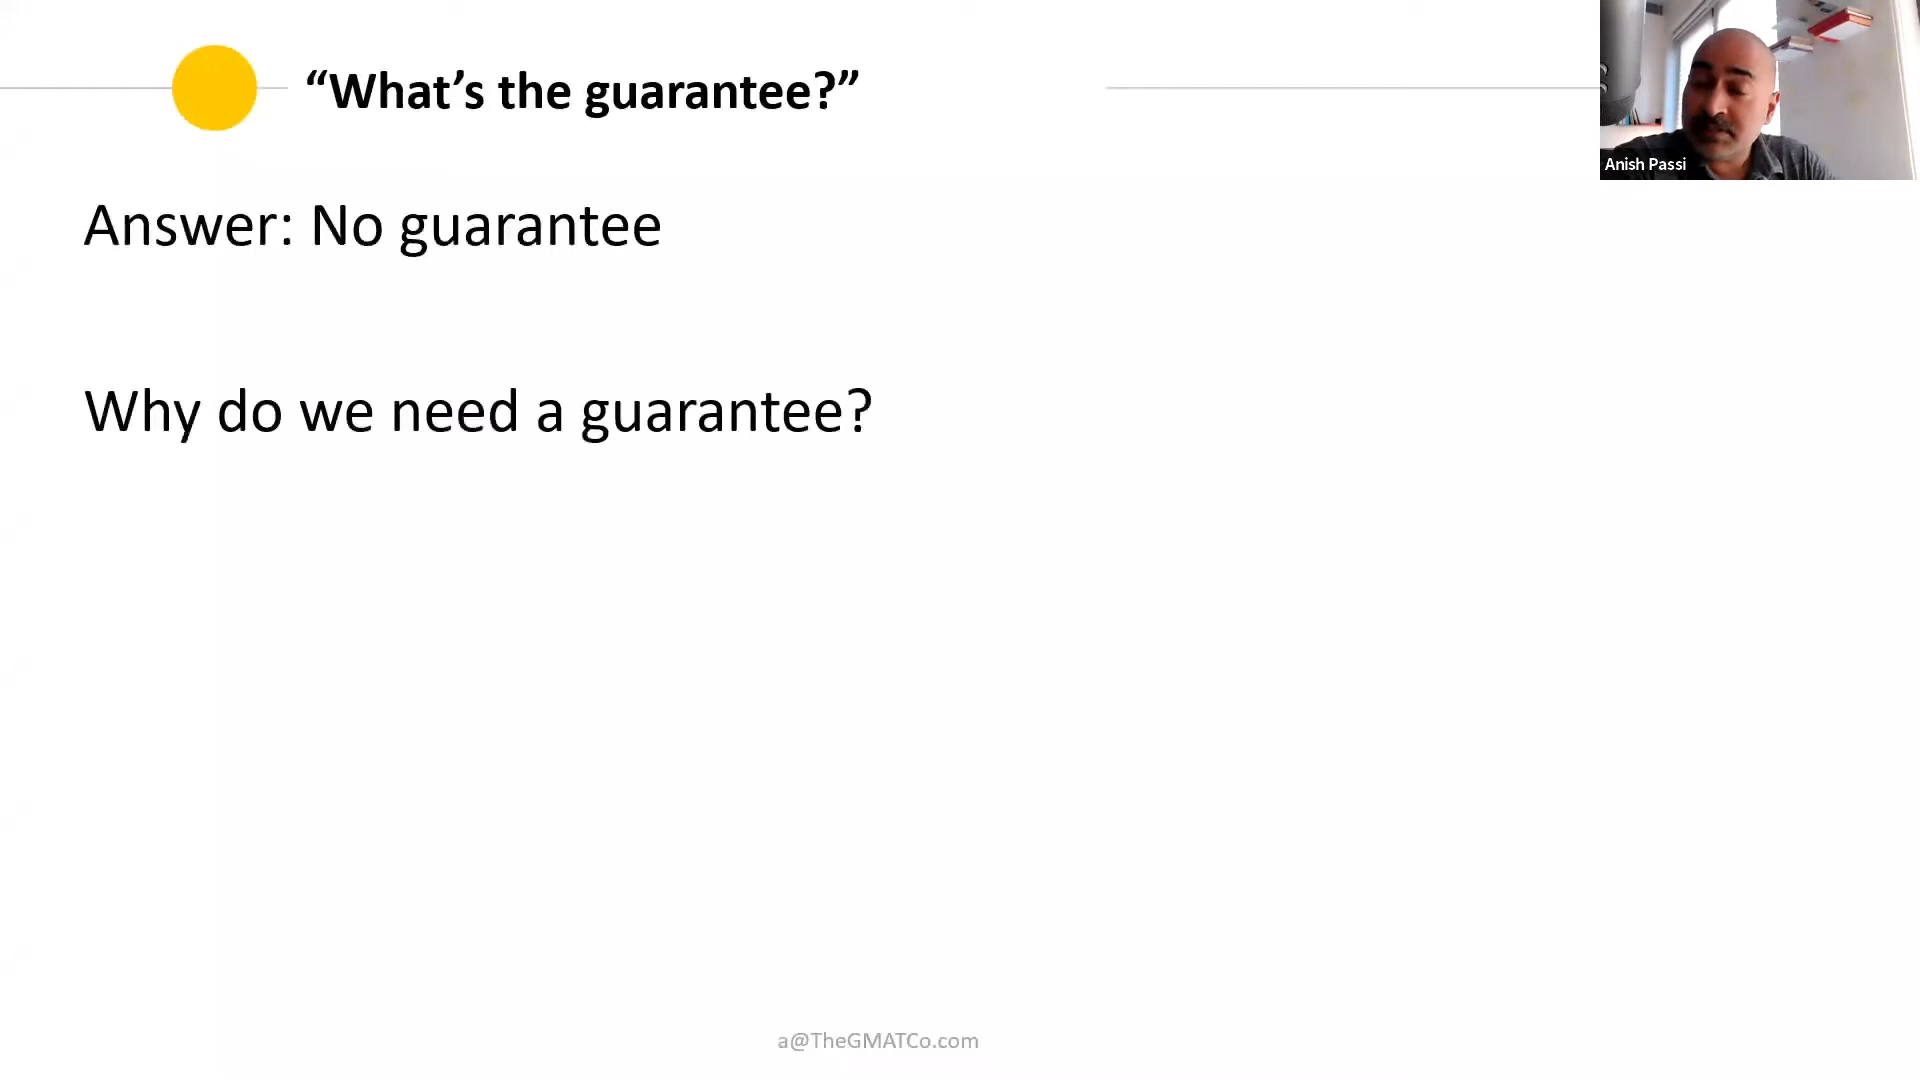 “What’s the guarantee?”
Anish Passi
Answer: No guarantee
Why do we need a guarantee?
a@TheGMATCo.com